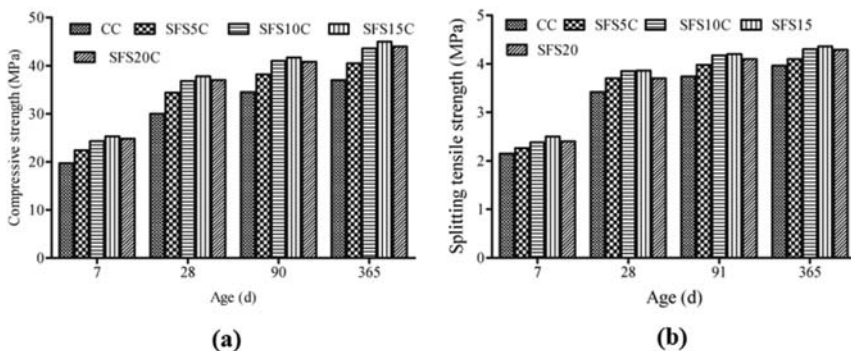 Compressive strength (MPa)
50
40
30
20
10
0
CC SFS5C SFS10C SFS15C
SFS20C
7 28 90 365
Age (d)
(a)
Splitting tensile strength (MPa)
5
4
3
2
1
0
CC SFS5C SFS10C SFS15
SFS20
7 28 91 365
Age (d)
(b)